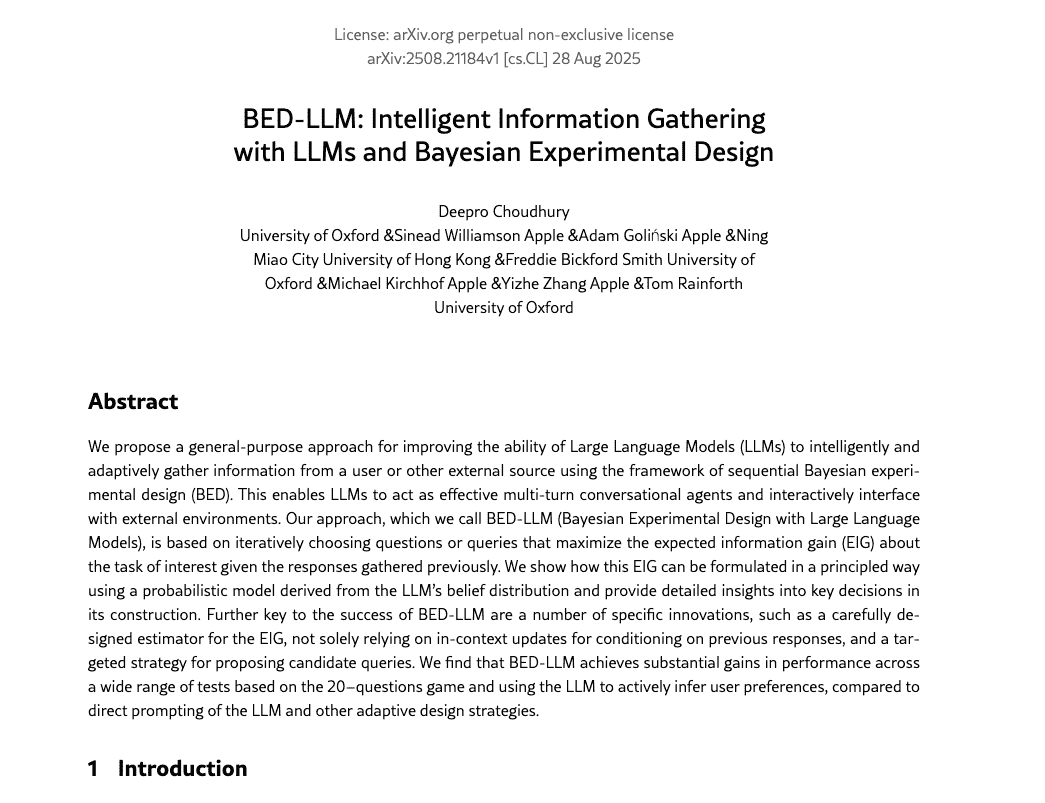 License: arXiv.org perpetual non-exclusive license
arXiv:2508.21184v1 [cs.CL] 28 Aug 2025
BED-LLM: Intelligent Information Gathering
with LLMs and Bayesian Experimental Design
Deepro Choudhury
University of Oxford &Sinead Williamson Apple &Adam Goliński Apple &Ning
Miao City University of Hong Kong &Freddie Bickford Smith University of
Oxford &Michael Kirchhof Apple &Yizhe Zhang Apple &Tom Rainforth
University of Oxford
Abstract
We propose a general-purpose approach for improving the ability of Large Language Models (LLMs) to intelligently and
adaptively gather information from a user or other external source using the framework of sequential Bayesian experi-
mental design (BED). This enables LLMs to act as effective multi-turn conversational agents and interactively interface
with external environments. Our approach, which we call BED-LLM (Bayesian Experimental Design with Large Language
Models), is based on iteratively choosing questions or queries that maximize the expected information gain (EIG) about
the task of interest given the responses gathered previously. We show how this EIG can be formulated in a principled way
using a probabilistic model derived from the LLM's belief distribution and provide detailed insights into key decisions in
its construction. Further key to the success of BED-LLM are a number of specific innovations, such as a carefully de-
signed estimator for the EIG, not solely relying on in-context updates for conditioning on previous responses, and a tar-
geted strategy for proposing candidate queries. We find that BED-LLM achieves substantial gains in performance across
a wide range of tests based on the 20–questions game and using the LLM to actively infer user preferences, compared to
direct prompting of the LLM and other adaptive design strategies.
1 Introduction